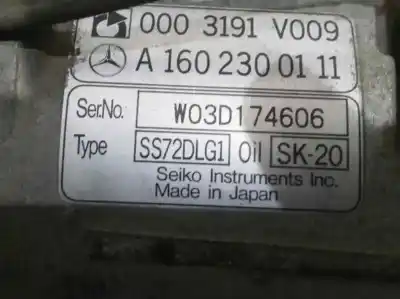 000 3191 V009
A 160 230 01 11
Ser.No. W03D174606
Type SS72DLG1 Oil SK-20
Seiko Instruments Inc.
Made in Japan